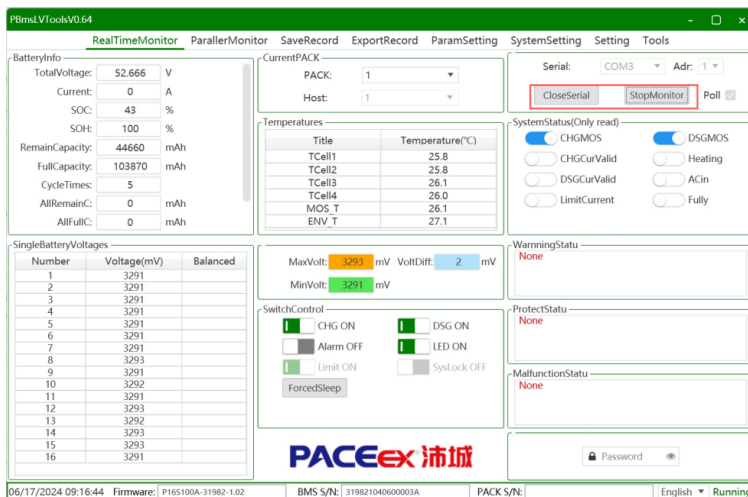 PBmsLVToolsV0.64
RealTimeMonitor ParallerMonitor SaveRecord ExportRecord ParamSetting SystemSetting Setting Tools
BatteryInfo
TotalVoltage: 52.666 V
Current: 0 A
SOC: 43 %
SOH: 100 %
RemainCapacity: 44660 mAh
FullCapacity: 103870 mAh
CycleTimes: 5
AllRemainC: 0 mAh
AllFullC: 0 mAh
CurrentPACK
PACK: 1
Host: 1
Serial: COM3 Adr: 1
CloseSerial StopMonitor Poll
Temperatures
Title Temperature(℃)
TCell1 25.8
TCell2 25.8
TCell3 26.1
TCell4 26.0
MOS_T 26.1
ENV_T 27.1
SystemStatus(Only read)
CHGMOS DSGMOS
CHGCurValid Heating
DSGCurValid ACin
LimitCurrent Fully
SingleBatteryVoltages
Number Voltage(mV) Balanced
1 3291
2 3291
3 3291
4 3291
5 3291
6 3291
7 3291
8 3293
9 3291
10 3292
11 3291
12 3293
13 3292
14 3293
15 3293
16 3291
MaxVolt: 3293 mV VoltDiff: 2 mV
MinVolt: 3291 mV
SwitchControl
CHG ON DSG ON
Alarm OFF LED ON
Limit ON SysLock OFF
ForcedSleep
WarnningStatu
None
ProtectStatu
None
MalfunctionStatu
None
PACEex 沛城
Password
06/17/2024 09:16:44 Firmware: P16S100A-31982-1.02 BMS S/N: 319821040600003A PACK S/N: English Running